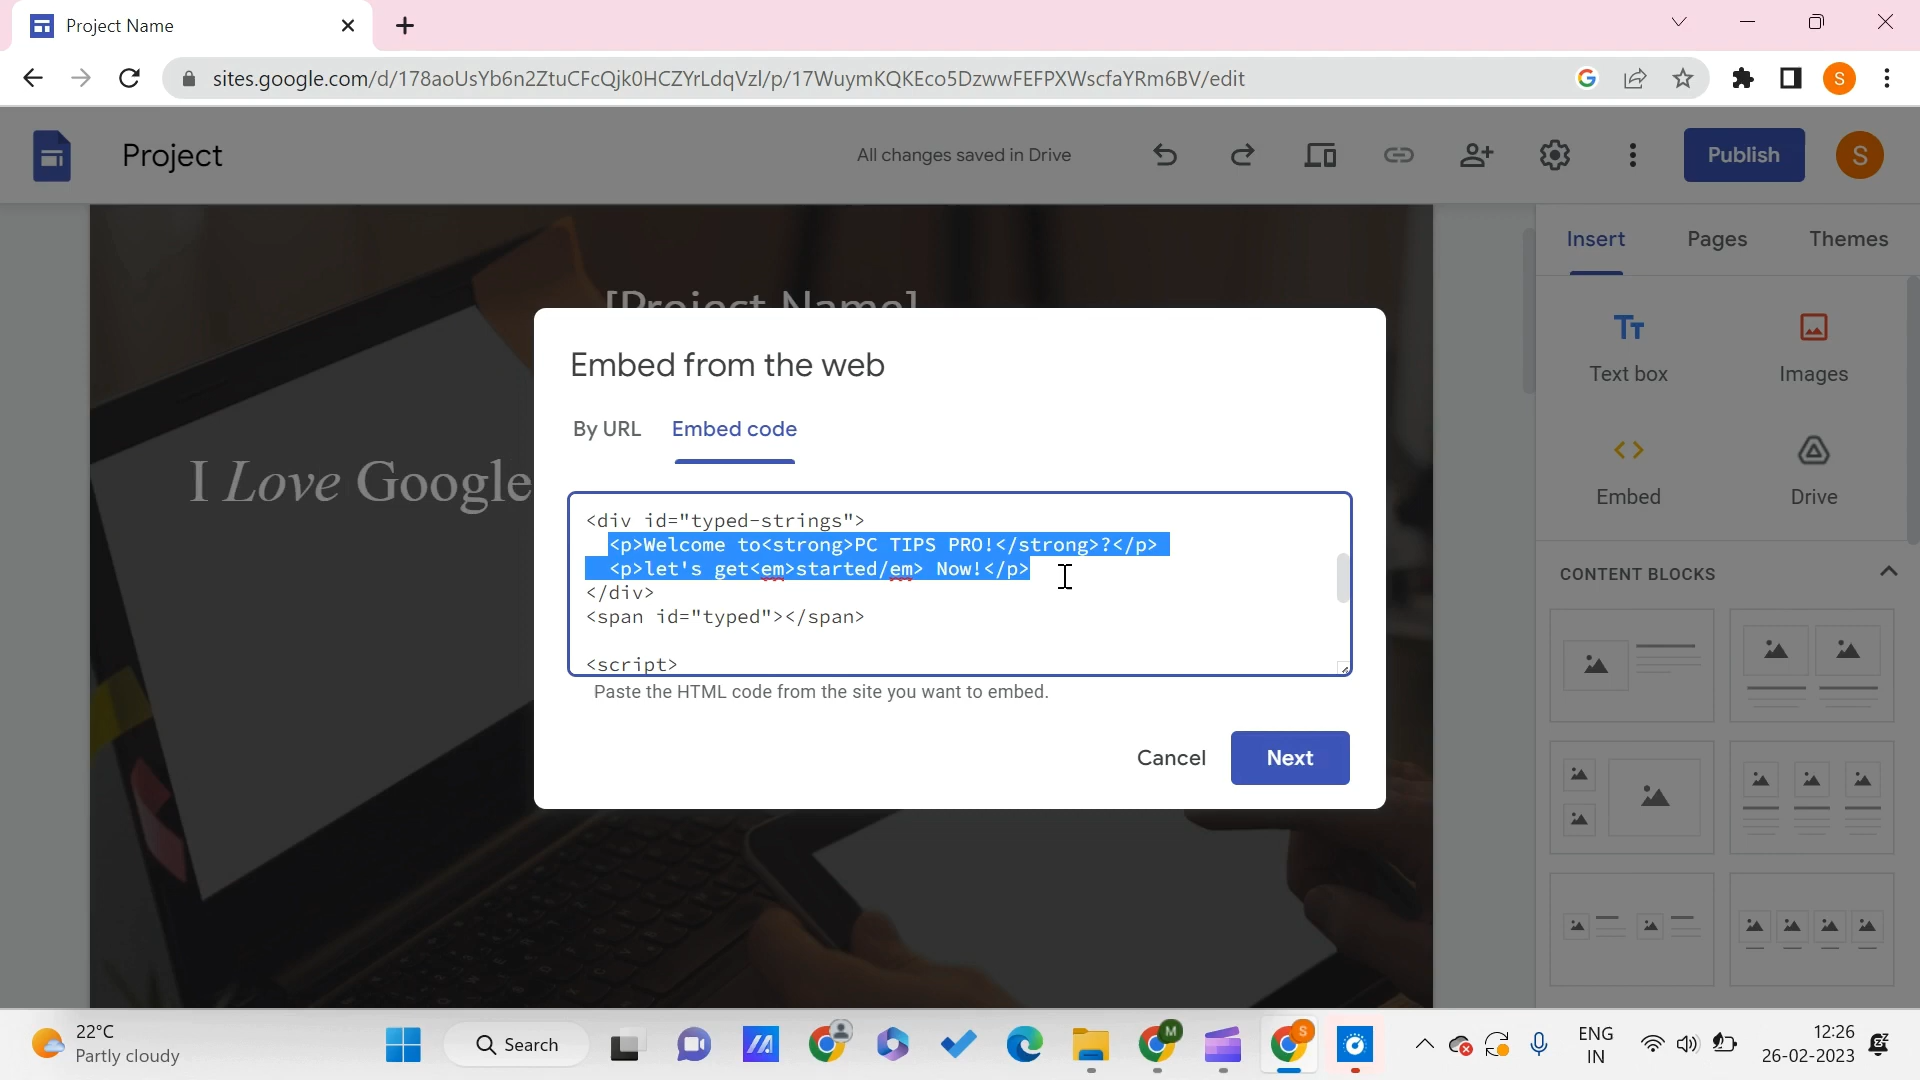 Project Name
sites.google.com/d/178aoUsYb6n2ZtuCFcQjk0HCZYrLdqVzl/p/17WuymKQKEco5DzwwFEFPXWscfaYRm6BV/edit
S
Project
All changes saved in Drive
Publish
S
Insert
Pages
Themes
[Project Name]
I Love Google
Embed from the web
By URL
Embed code
<div id="typed-strings">
<p>Welcome to<strong>PC TIPS PRO!</strong>?</p>
<p>let's get<em>started/em> Now!</p>
</div>
<span id="typed"></span>
<script>
Paste the HTML code from the site you want to embed.
Cancel
Next
Text box
Images
Embed
Drive
CONTENT BLOCKS
22°C
Partly cloudy
Search
M
S
ENG
IN
12:26
26-02-2023